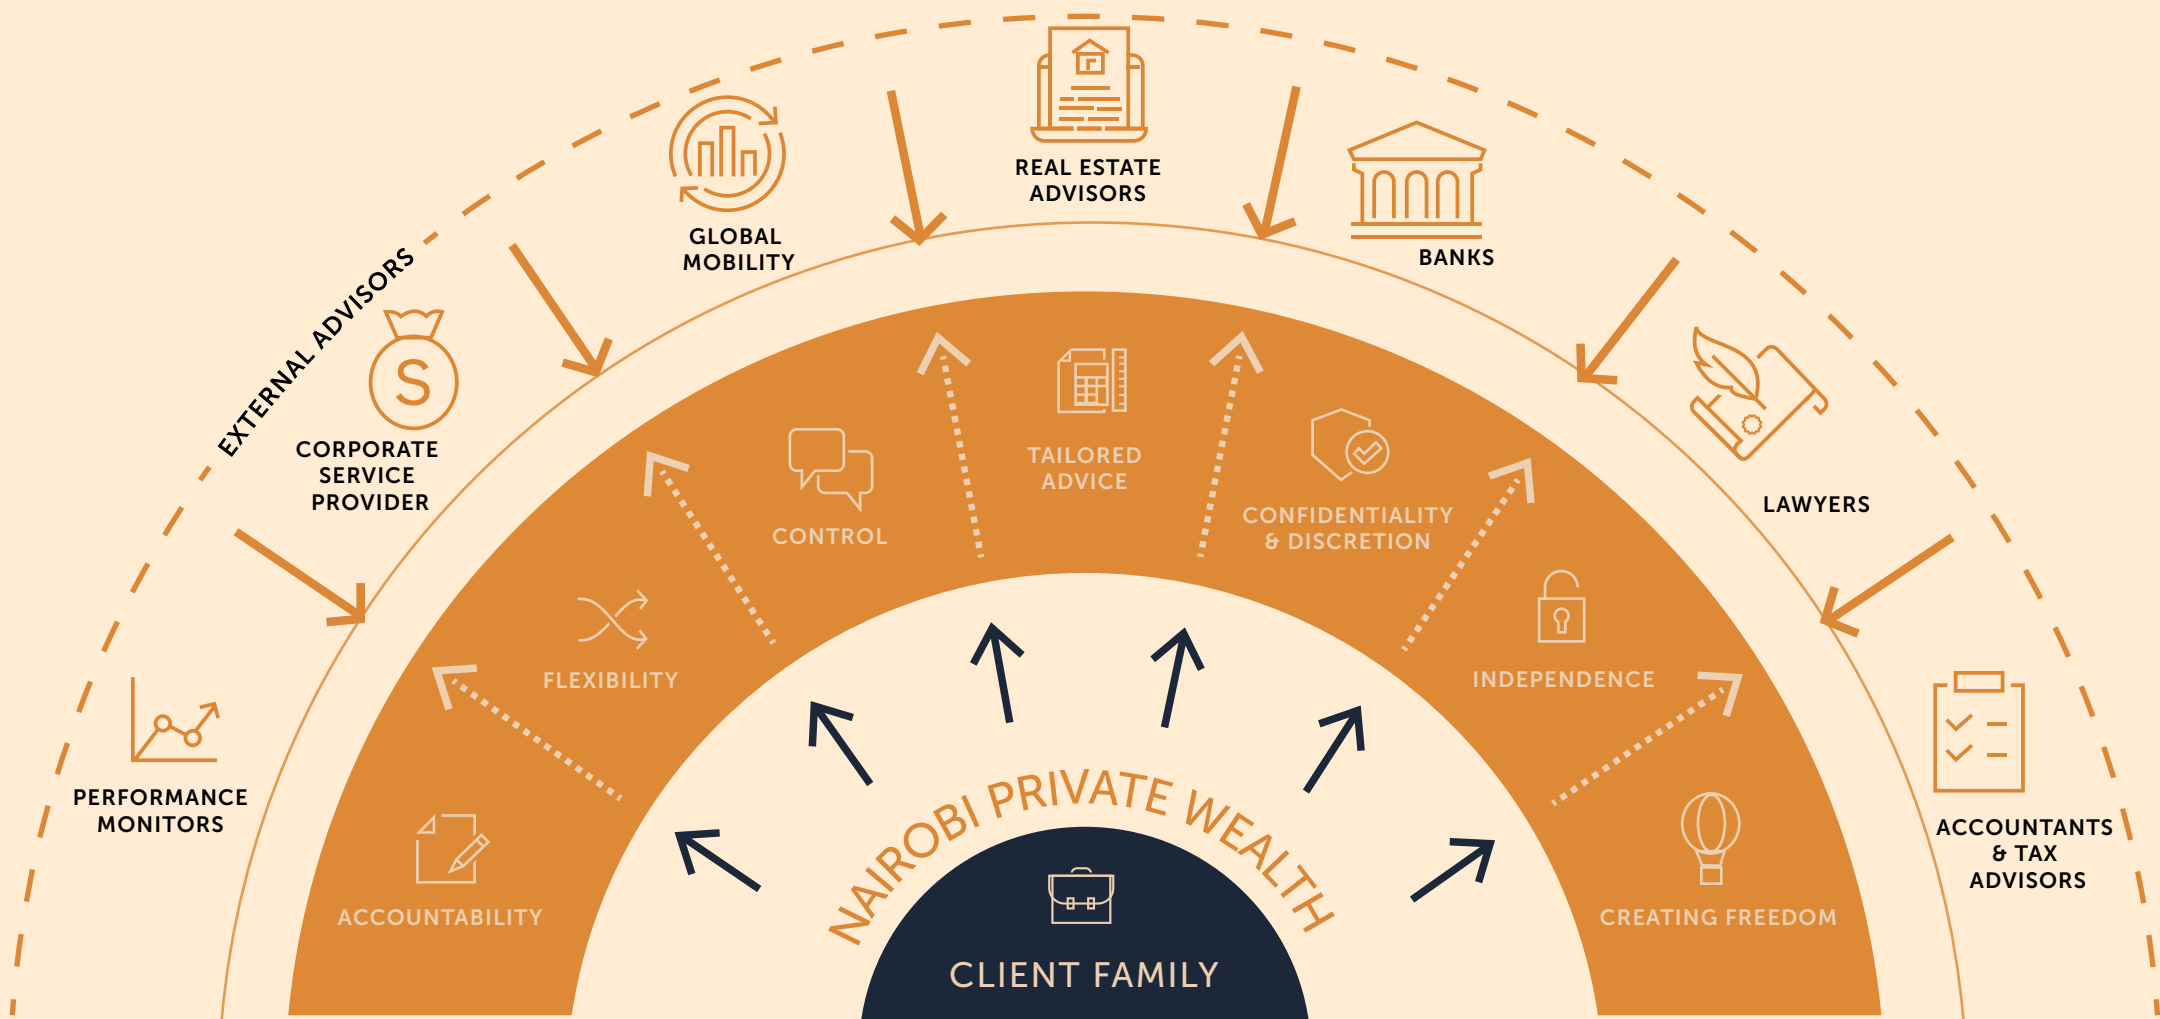 EXTERNAL ADVISORS
PERFORMANCE
MONITORS
CORPORATE
SERVICE
PROVIDER
S
GLOBAL
MOBILITY
REAL ESTATE
ADVISORS
BANKS
LAWYERS
ACCOUNTANTS
& TAX
ADVISORS
ACCOUNTABILITY
FLEXIBILITY
CONTROL
TAILORED
ADVICE
CONFIDENTIALITY
& DISCRETION
INDEPENDENCE
CREATING FREEDOM
NAIROBI PRIVATE WEALTH
CLIENT FAMILY